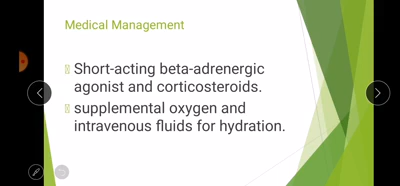 Medical Management
Short-acting beta-adrenergic
agonist and corticosteroids.
supplemental oxygen and
intravenous fluids for hydration.